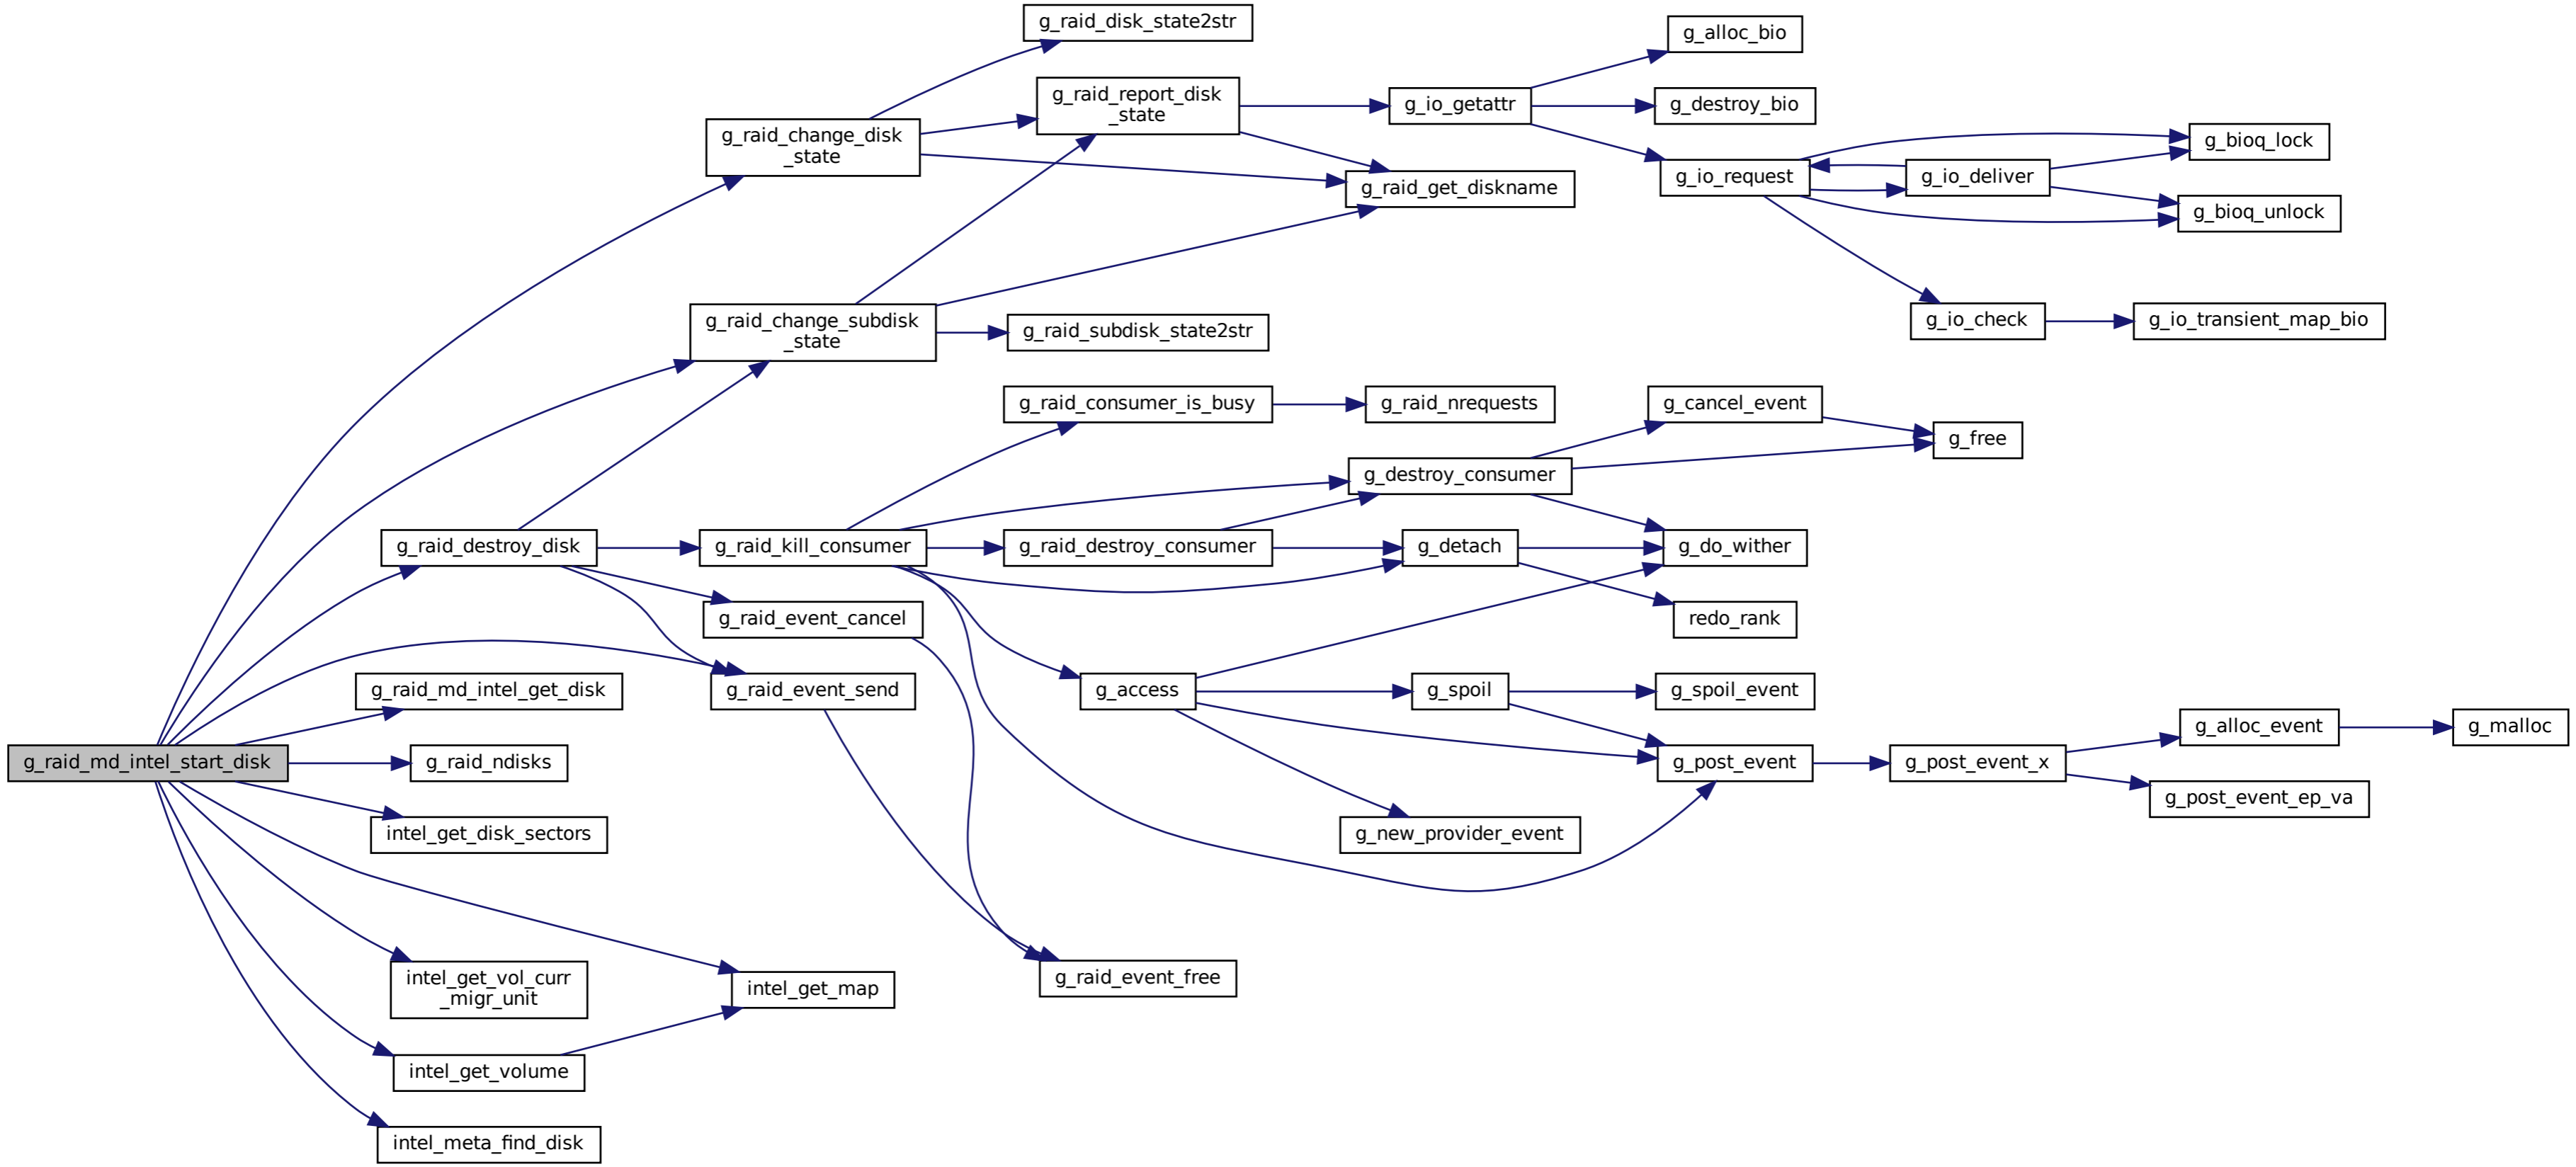 g_raid_disk_state2str
g_alloc_bio
g_raid_report_disk
_state
g_io_getattr
g_destroy_bio
g_raid_change_disk
_state
g_bioq_lock
g_io_request
g_io_deliver
g_raid_get_diskname
g_bioq_unlock
g_raid_change_subdisk
_state
g_raid_subdisk_state2str
g_io_check
g_io_transient_map_bio
g_raid_consumer_is_busy
g_raid_nrequests
g_cancel_event
g_free
g_destroy_consumer
g_raid_destroy_disk
g_raid_kill_consumer
g_raid_destroy_consumer
g_detach
g_do_wither
g_raid_event_cancel
redo_rank
g_raid_md_intel_get_disk
g_raid_event_send
g_access
g_spoil
g_spoil_event
g_alloc_event
g_malloc
g_raid_md_intel_start_disk
g_raid_ndisks
g_post_event
g_post_event_x
g_post_event_ep_va
intel_get_disk_sectors
g_new_provider_event
intel_get_vol_curr
_migr_unit
intel_get_map
g_raid_event_free
intel_get_volume
intel_meta_find_disk